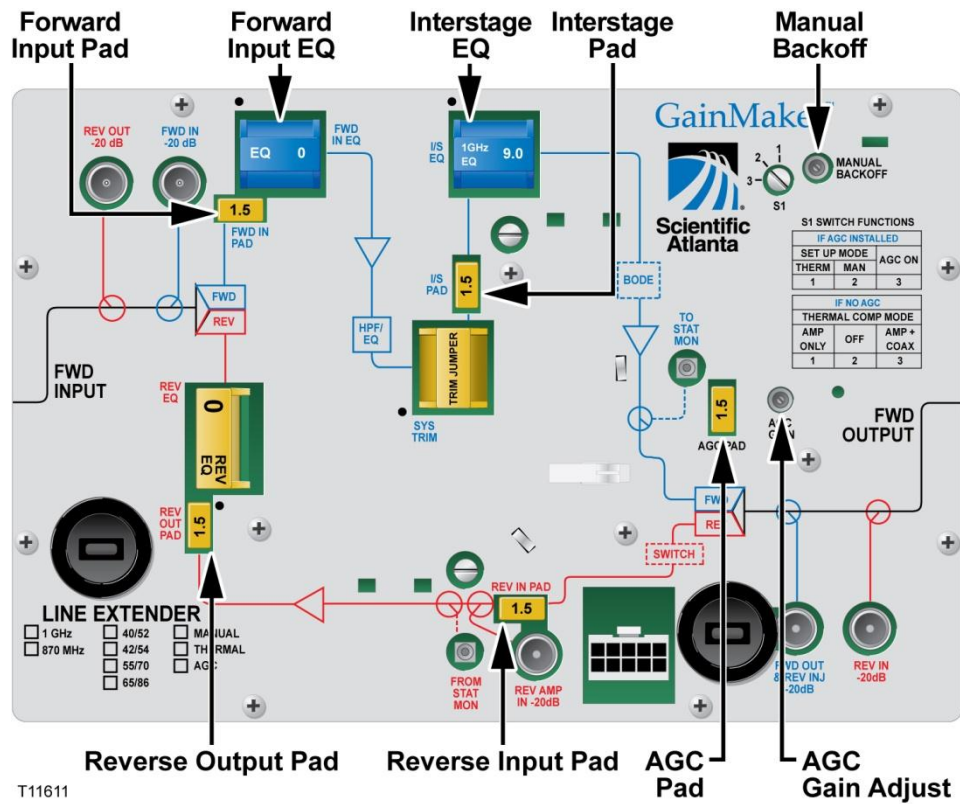 Forward
Input Pad
Forward
Input EQ
Interstage
EQ
Interstage
Pad
Manual
Backoff
REV OUT
-20 dB
FWD IN
-20 dB
EQ 0
FWD
IN EQ
1.5
FWD IN
PAD
I/S
EQ
1GHz
EQ 9.0
GainMake
Scientific
Atlanta
1
2
3
S1
MANUAL
BACKOFF
S1 SWITCH FUNCTIONS
IF AGC INSTALLED
SET UP MODE
AGC ON
THERM MAN
1 2 3
IF NO AGC
THERMAL COMP MODE
AMP
ONLY
OFF
AMP +
COAX
1 2 3
I/S
PAD
1.5
BODE
FWD
REV
HPF/
EQ
TRIM JUMPER
SYS
TRIM
TO
STAT
MON
FWD
INPUT
REV
EQ
0
REV
EQ
1.5
AGC PAD
GAIN
FWD
OUTPUT
REV
OUT
PAD
1.5
FWD
SWITCH
LINE EXTENDER
1 GHz
870 MHz
40/52
42/54
55/70
65/86
MANUAL
THERMAL
AGC
REV IN PAD
1.5
FROM
STAT
MON
REV AMP
IN -20dB
FWD OUT
& REV INJ
-20dB
REV IN
-20dB
Reverse Output Pad
Reverse Input Pad
AGC
Pad
AGC
Gain Adjust
T11611